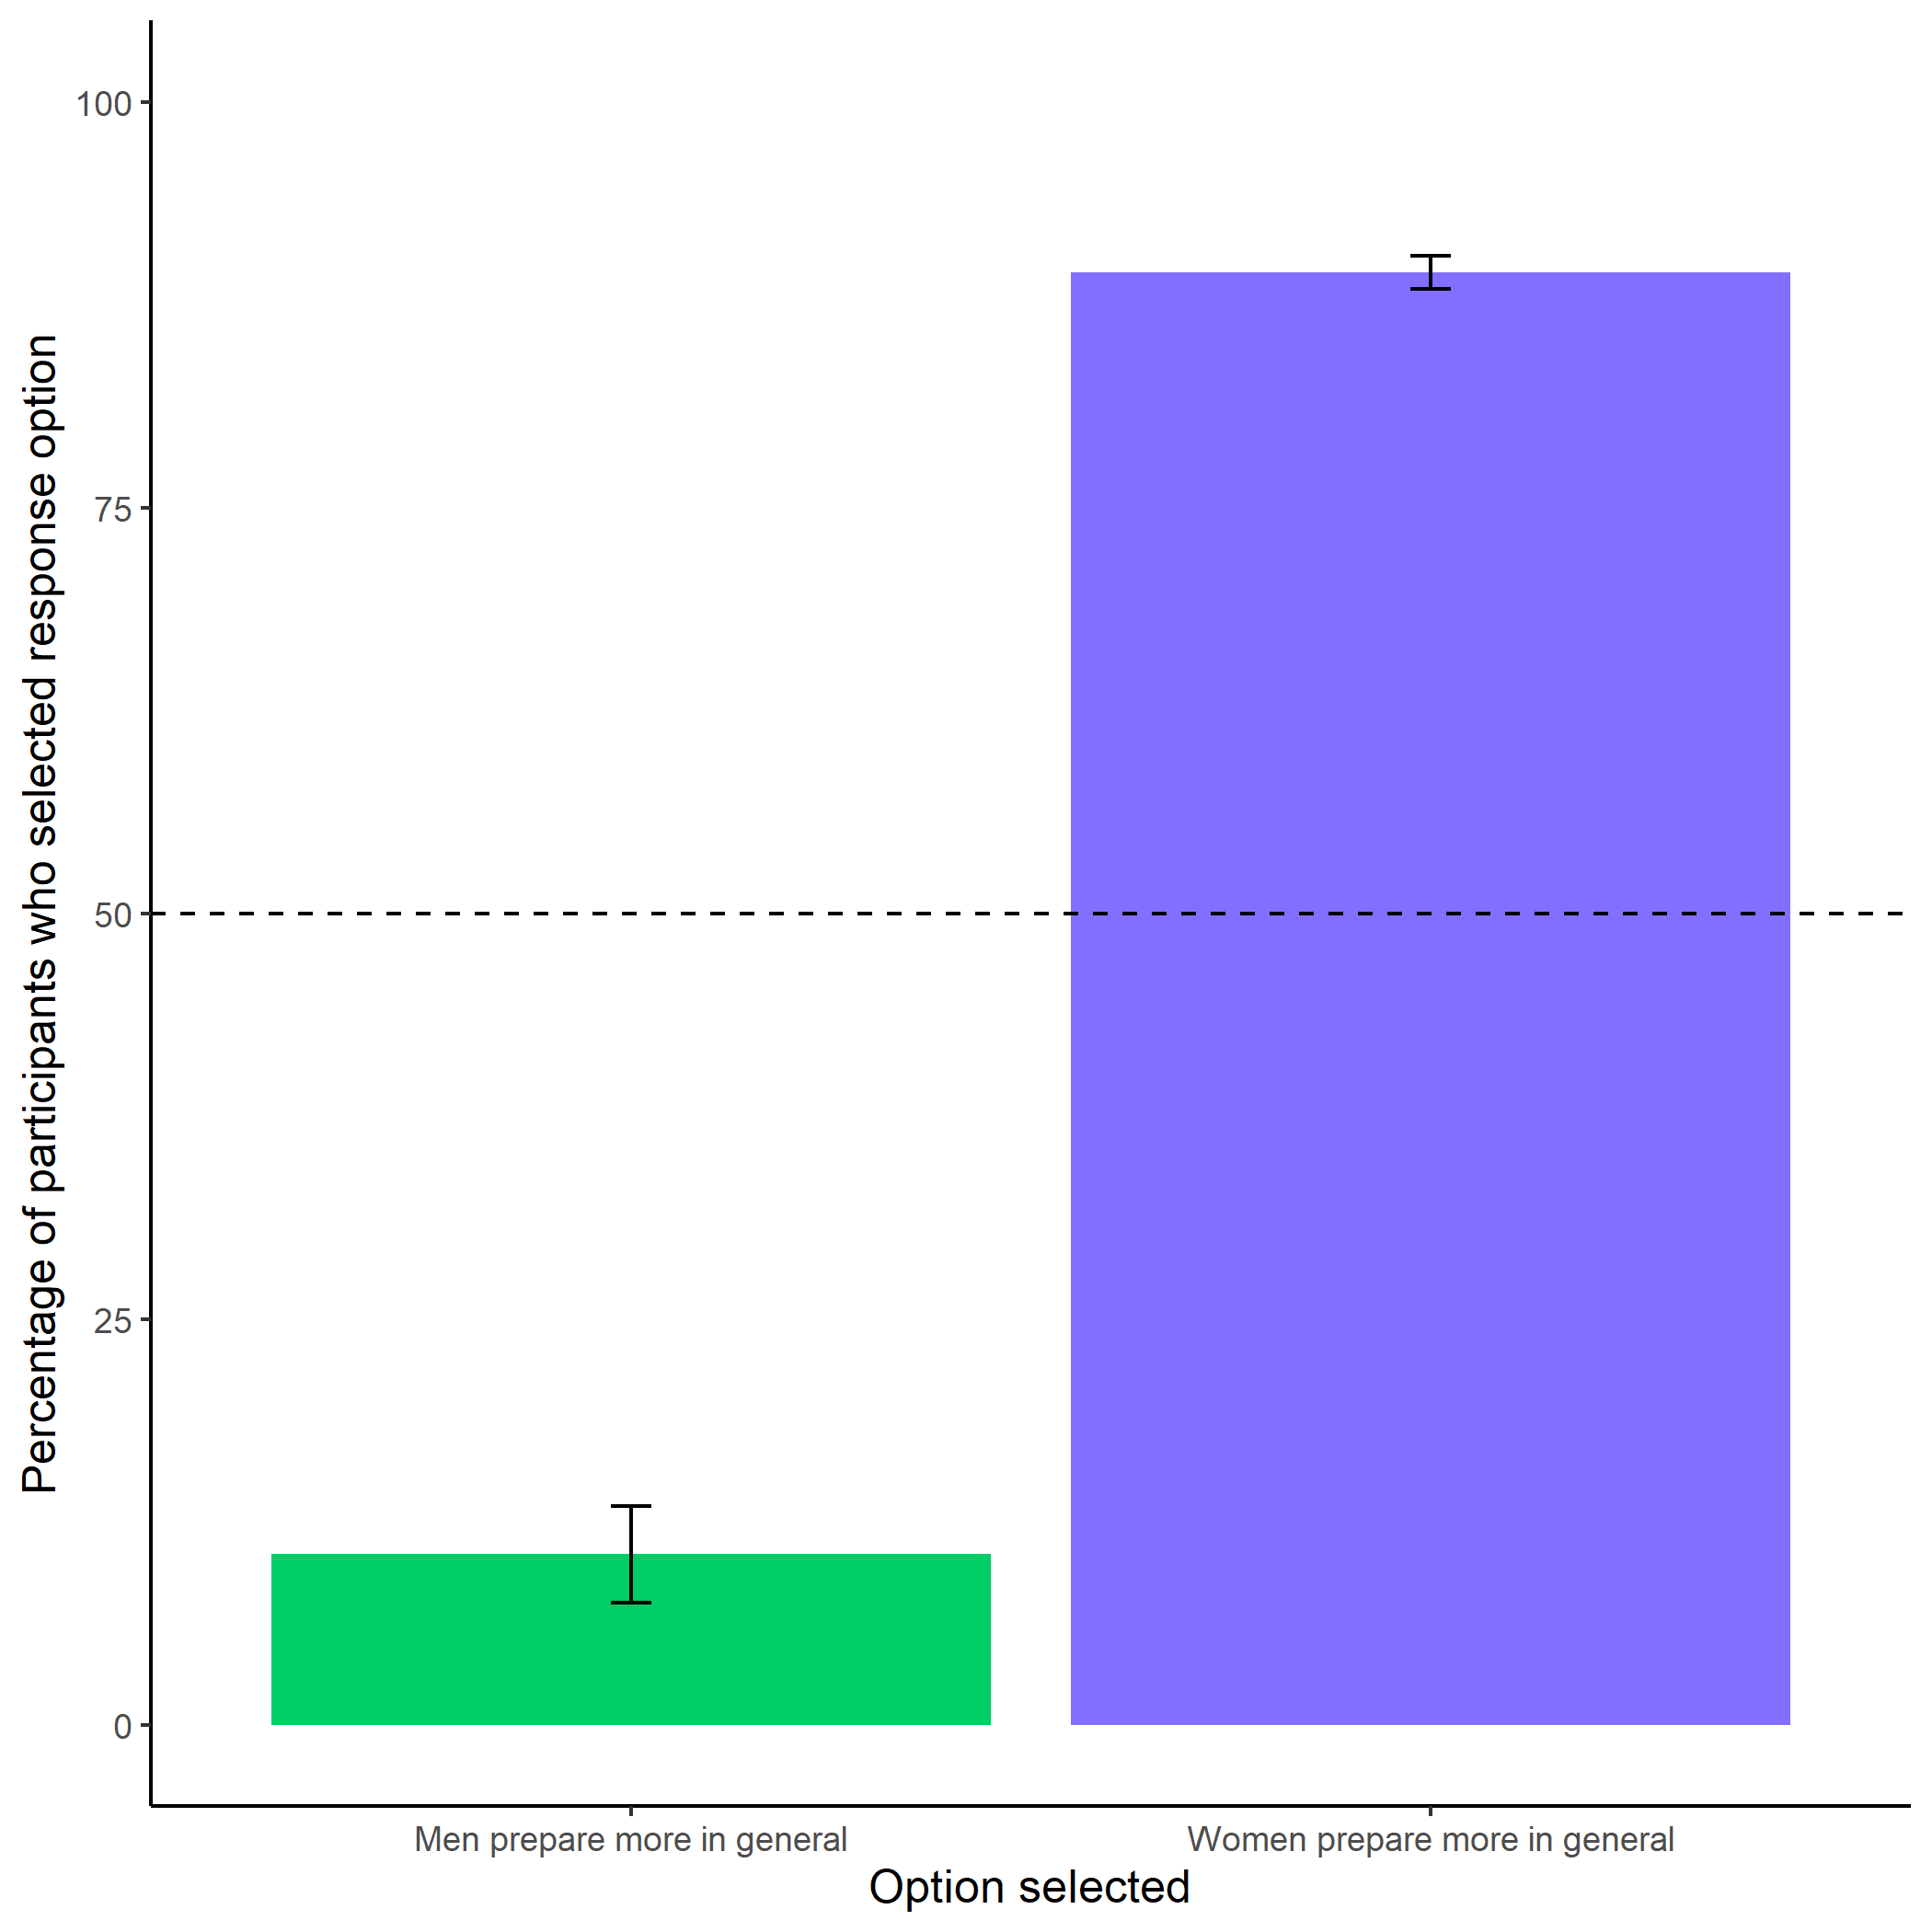 Percentage of participants who selected response option
100
75
50
25
0
Men prepare more in general
Women prepare more in general
Option selected